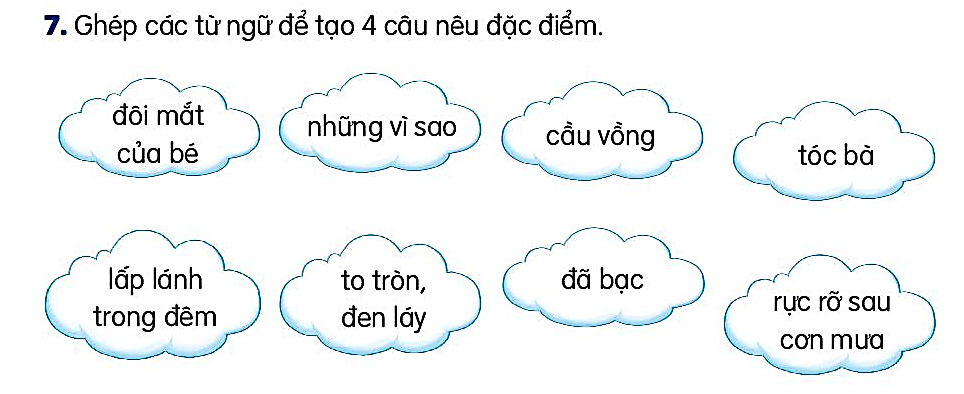 7. Ghép các từ ngữ để tạo 4 câu nêu đặc điểm.
đôi mắt
của bé
những vì sao
cầu vồng
tóc bà
lấp lánh
trong đêm
to tròn,
đen láy
đã bạc
rực rỡ sau
cơn mưa